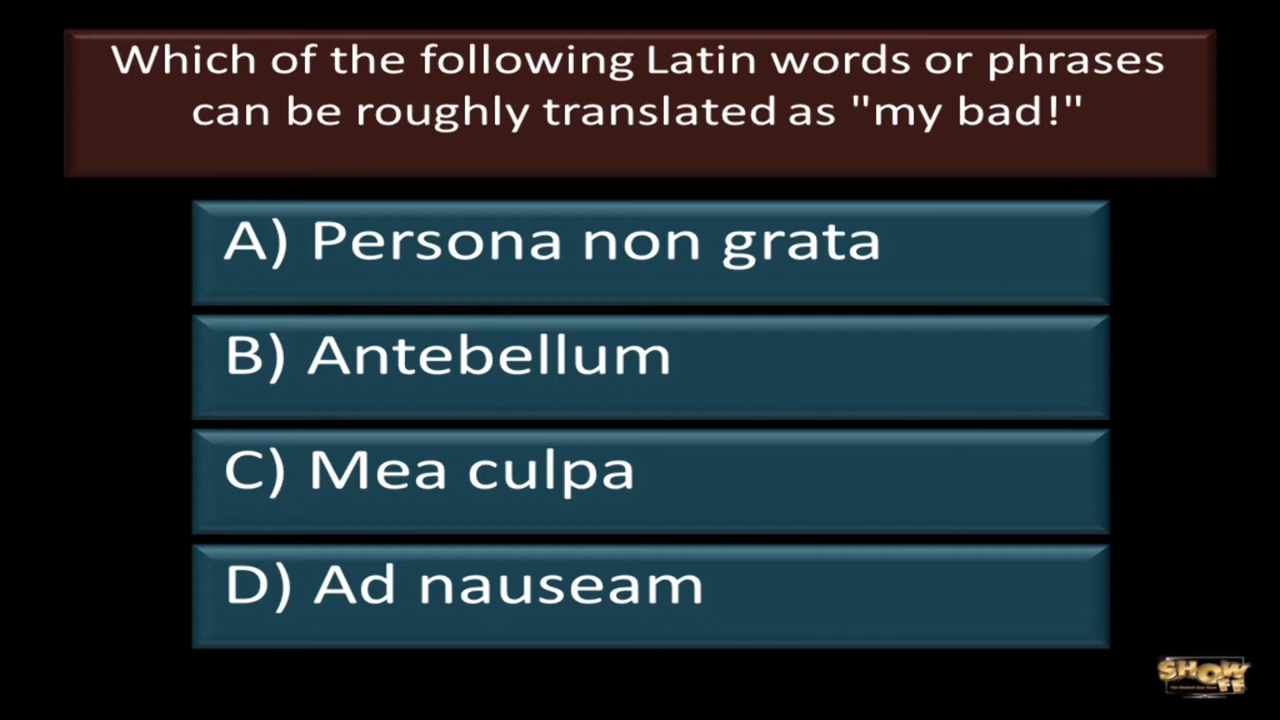 Which of the following Latin words or phrases
can be roughly translated as "my bad!"
A) Persona non grata
B) Antebellum
C) Mea culpa
D) Ad nauseam
SHOW
FF